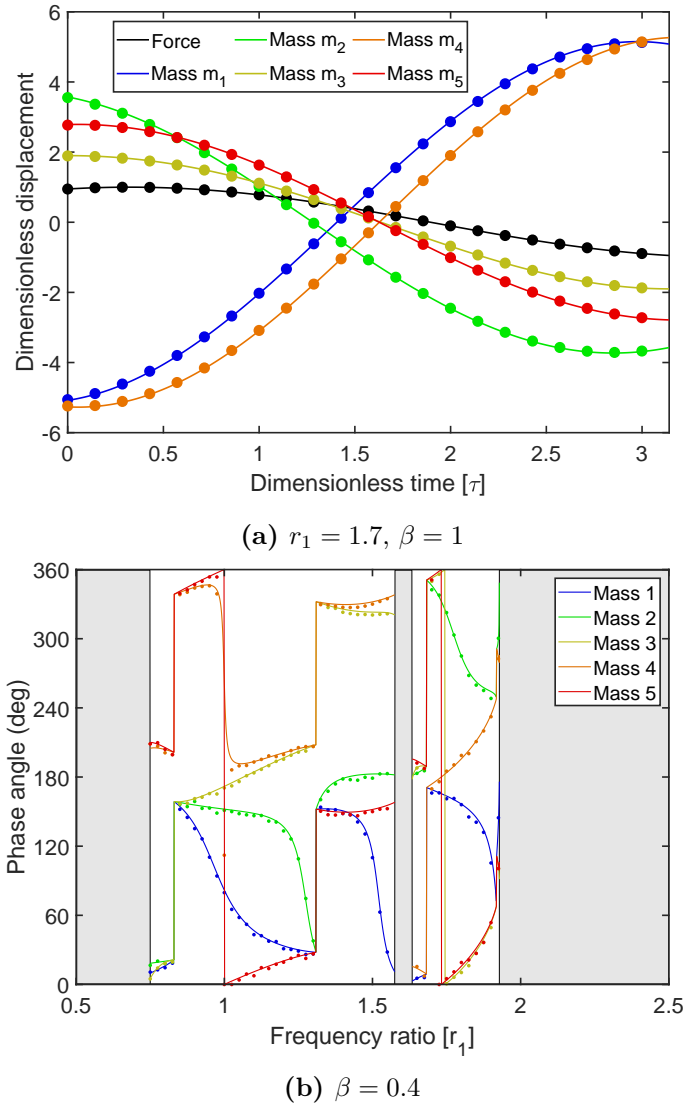 6
4
2
0
-2
-4
-6
Dimensionless displacement
Force
Mass m1
Mass m2
Mass m3
Mass m4
Mass m5
0 0.5 1.0 1.5 2.0 2.5 3
Dimensionless time [τ]
(a) r1 = 1.7, β = 1
360
300
240
180
120
60
0
Phase angle (deg)
Mass 1
Mass 2
Mass 3
Mass 4
Mass 5
0.5 1 1.5 2 2.5
Frequency ratio [r1]
(b) β = 0.4